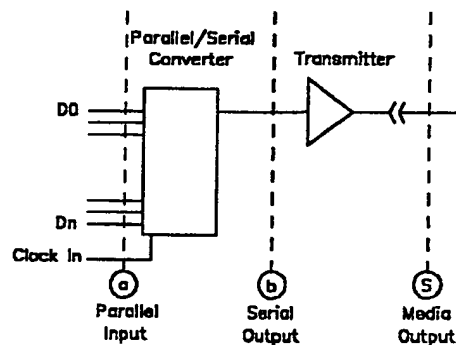 Parallel/Serial
Converter
Transmitter
D0
Dn
Clock in
a
b
S
Parallel
Input
Serial
Output
Media
Output